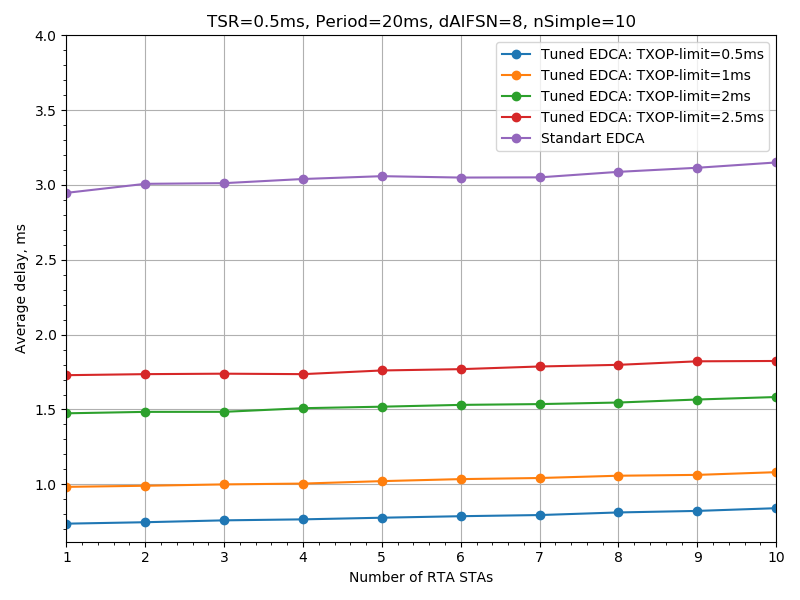 TSR=0.5ms, Period=20ms, dAIFSN=8, nSimple=10
Tuned EDCA: TXOP-limit=0.5ms
Tuned EDCA: TXOP-limit=1ms
Tuned EDCA: TXOP-limit=2ms
Tuned EDCA: TXOP-limit=2.5ms
Standart EDCA
Average delay, ms
4.0
3.5
3.0
2.5
2.0
1.5
1.0
1 2 3 4 5 6 7 8 9 10
Number of RTA STAs